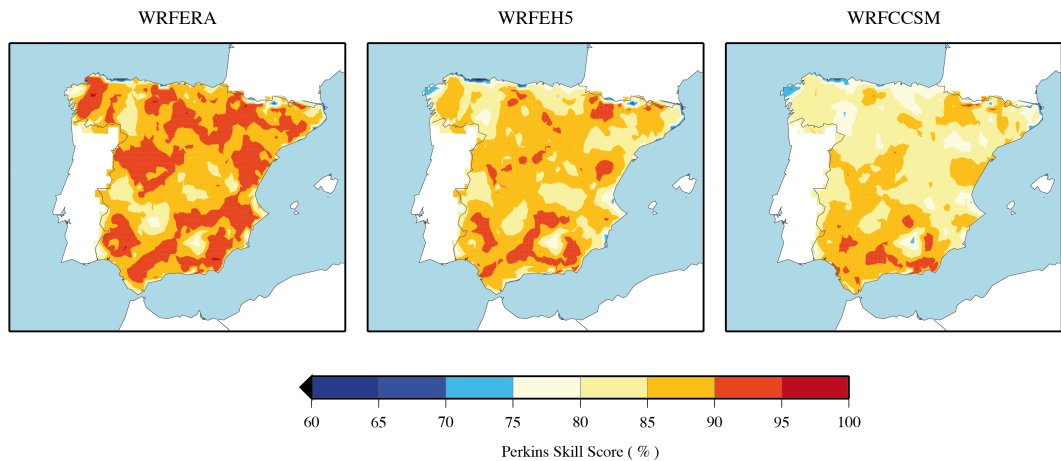 WRFERA WRFEH5 WRFCCSM
60 65 70 75 80 85 90 95 100
Perkins Skill Score ( % )